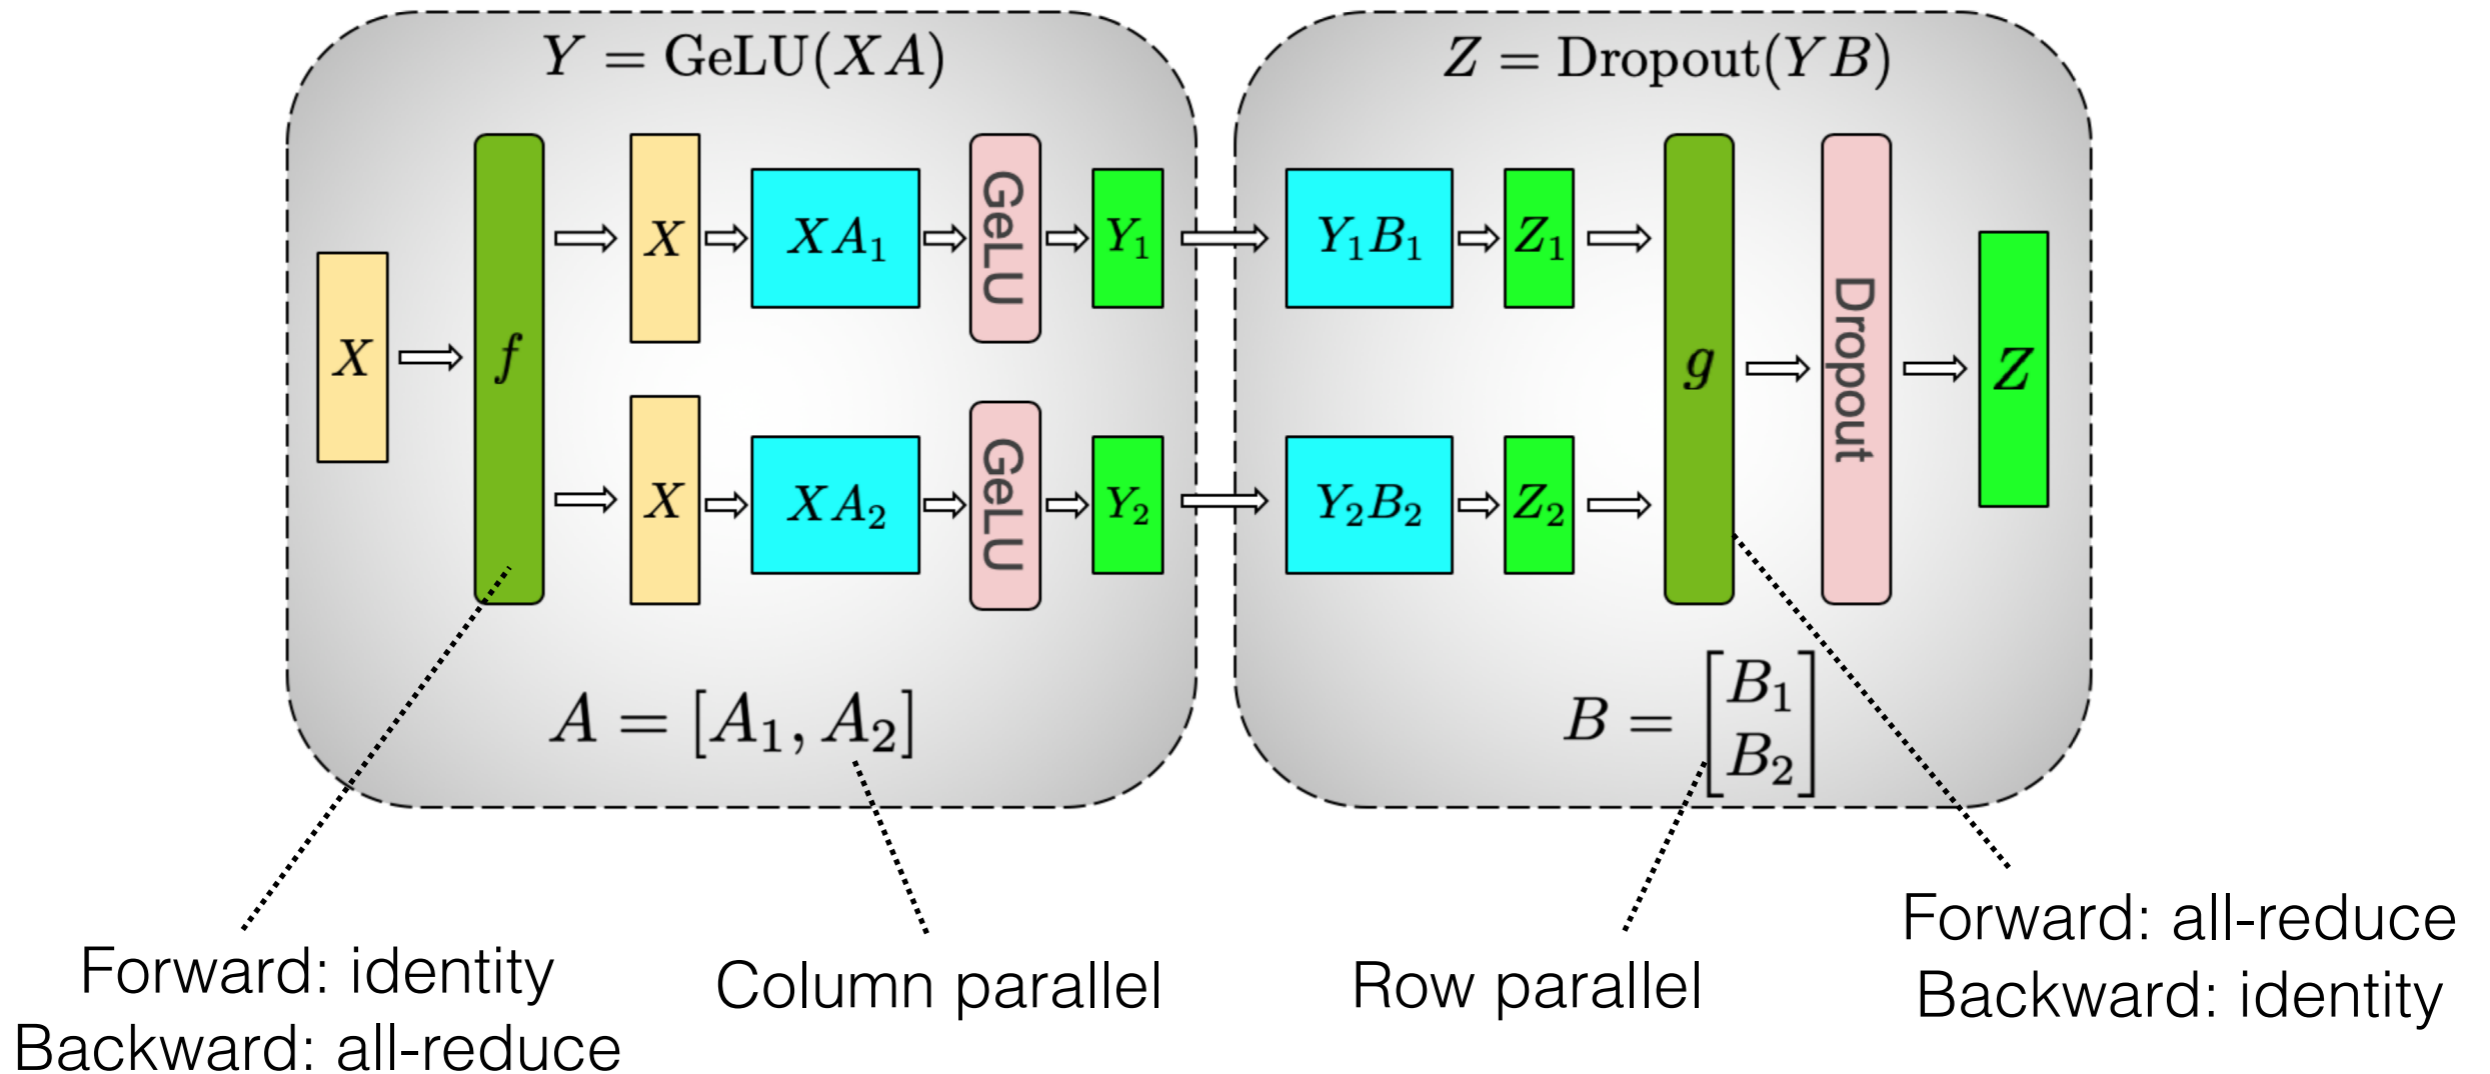 Y = GeLU(XA)
X
f
X
XA₁
GeLU
Y₁
X
XA₂
GeLU
Y₂
A = [A₁, A₂]
Z = Dropout(YB)
Y₁B₁
Z₁
Y₂B₂
Z₂
g
Dropout
Z
B = [B₁
B₂]
Forward: identity
Backward: all-reduce
Column parallel
Row parallel
Forward: all-reduce
Backward: identity